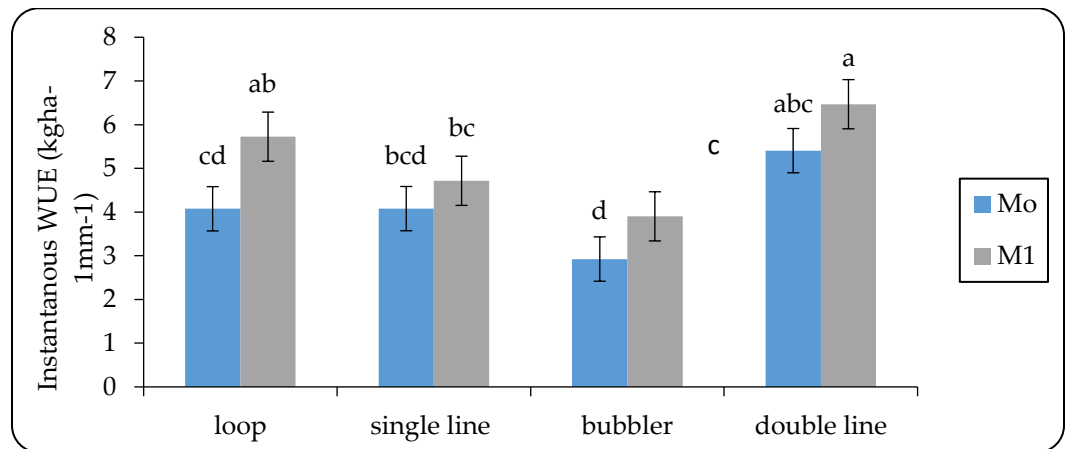 Instantanous WUE (kgha-
1mm-1)
8
7
6
5
4
3
2
1
0
cd
ab
bcd
bc
d
c
abc
a
loop
single line
bubbler
double line
Mo
M1